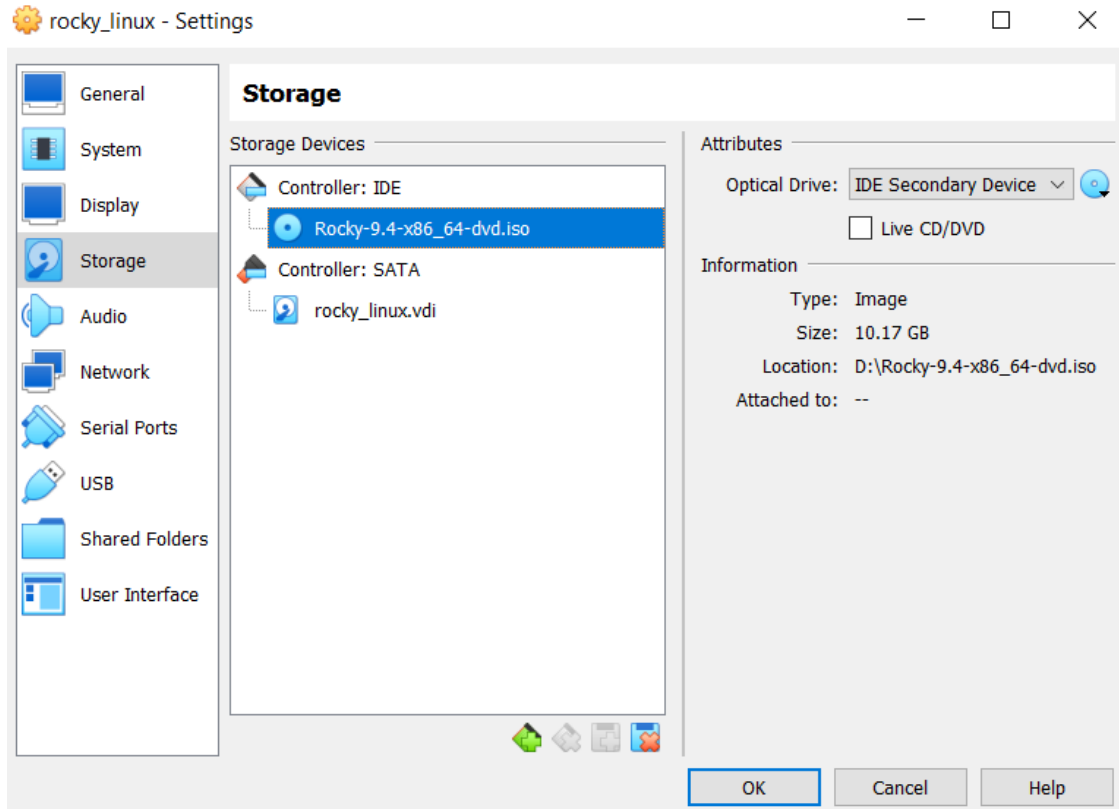 rocky_linux - Settings
General
System
Display
Storage
Audio
Network
Serial Ports
USB
Shared Folders
User Interface
Storage
Storage Devices
Controller: IDE
Rocky-9.4-x86_64-dvd.iso
Controller: SATA
rocky_linux.vdi
Attributes
Optical Drive: IDE Secondary Device
Live CD/DVD
Information
Type: Image
Size: 10.17 GB
Location: D:\Rocky-9.4-x86_64-dvd.iso
Attached to: --
OK Cancel Help